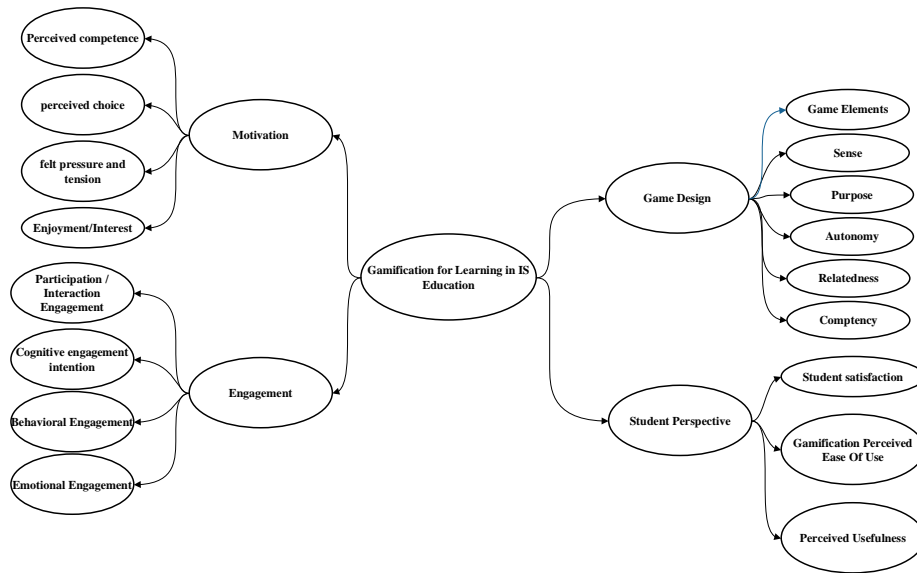 Perceived competence
perceived choice
felt pressure and
tension
Enjoyment/Interest
Motivation
Participation /
Interaction
Engagement
Cognitive engagement
intention
Behavioral Engagement
Emotional Engagement
Engagement
Gamification for Learning in IS
Education
Game Design
Game Elements
Sense
Purpose
Autonomy
Relatedness
Comptency
Student Perspective
Student satisfaction
Gamification Perceived
Ease Of Use
Perceived Usefulness